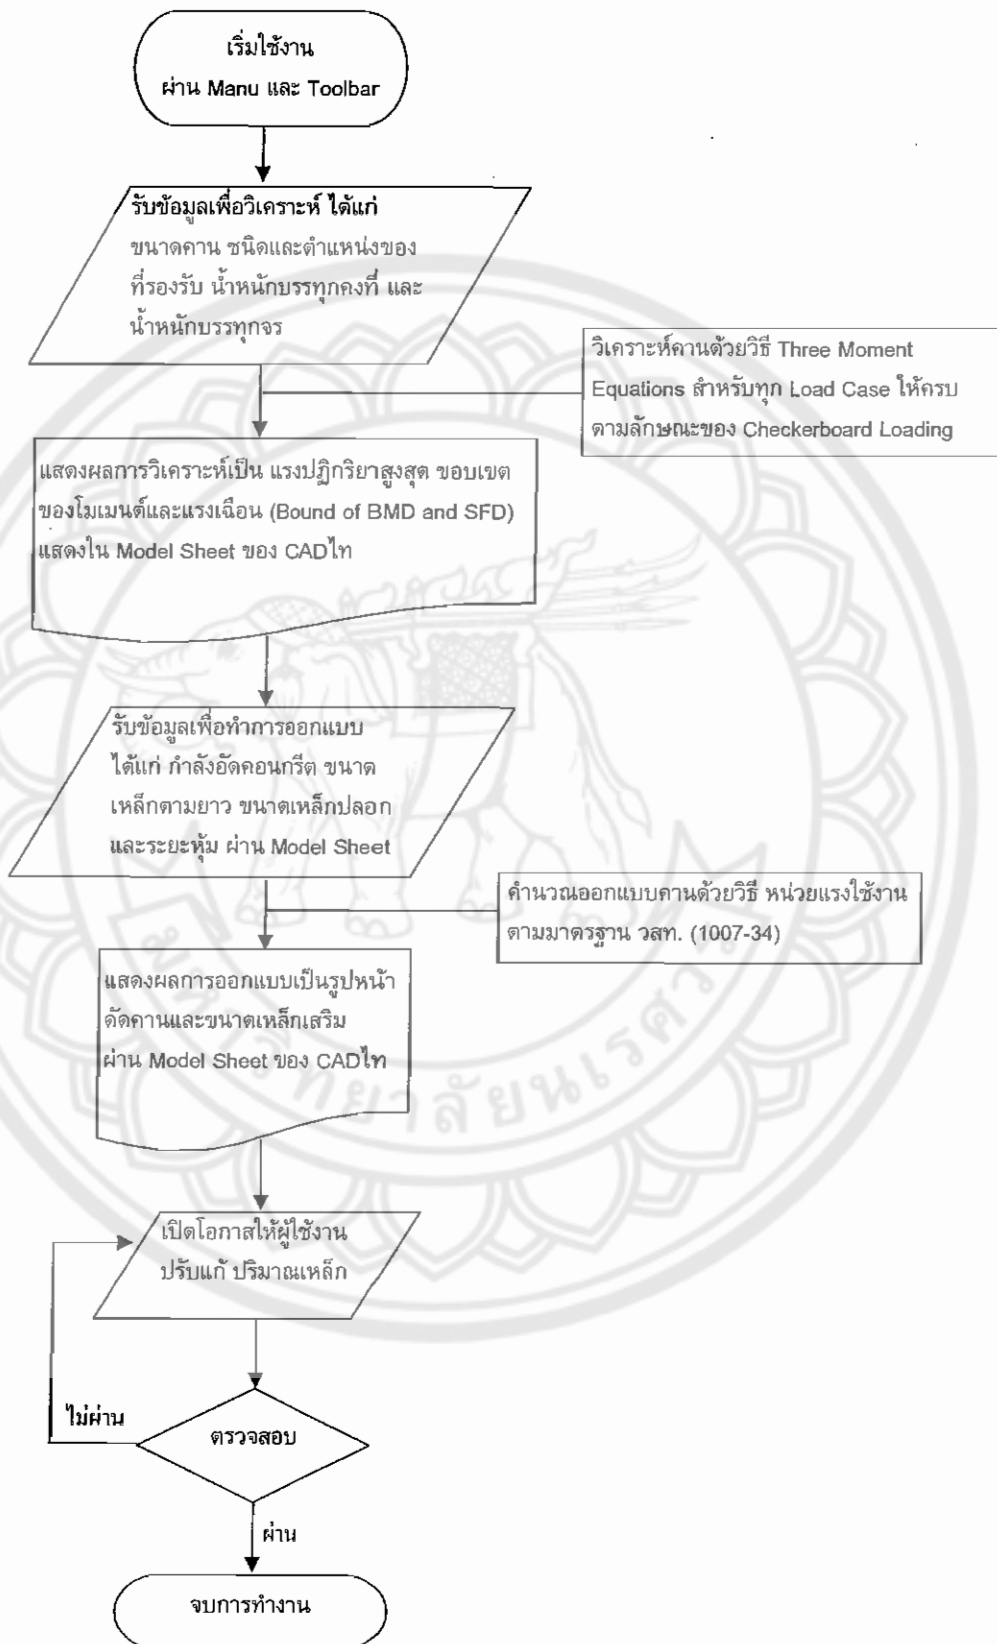 เริ่มใช้งาน
ผ่าน Manu และ Toolbar
รับข้อมูลเพื่อวิเคราะห์ ได้แก่
ขนาดคาน ชนิดและตำแหน่งของ
ที่รองรับ น้ำหนักบรรทุกคงที่ และ
น้ำหนักบรรทุกจร
วิเคราะห์คานด้วยวิธี Three Moment
Equations สำหรับทุก Load Case ให้ครบ
ตามลักษณะของ Checkerboard Loading
แสดงผลการวิเคราะห์เป็น แรงปฏิกริยาสูงสุด ขอบเขต
ของโมเมนต์และแรงเฉือน (Bound of BMD and SFD)
แสดงใน Model Sheet ของ CADไท
รับข้อมูลเพื่อทำการออกแบบ
ได้แก่ กำลังอัดคอนกรีต ขนาด
เหล็กตามยาว ขนาดเหล็กปลอก
และระยะหุ้ม ผ่าน Model Sheet
คำนวณออกแบบคานด้วยวิธี หน่วยแรงใช้งาน
ตามมาตรฐาน วสท. (1007-34)
แสดงผลการออกแบบเป็นรูปหน้า
ตัดคานและขนาดเหล็กเสริม
ผ่าน Model Sheet ของ CADไท
มหาวิทยาลัยนเรศวร
เปิดโอกาสให้ผู้ใช้งาน
ปรับแก้ ปริมาณเหล็ก
ไม่ผ่าน
ตรวจสอบ
ผ่าน
จบการทำงาน